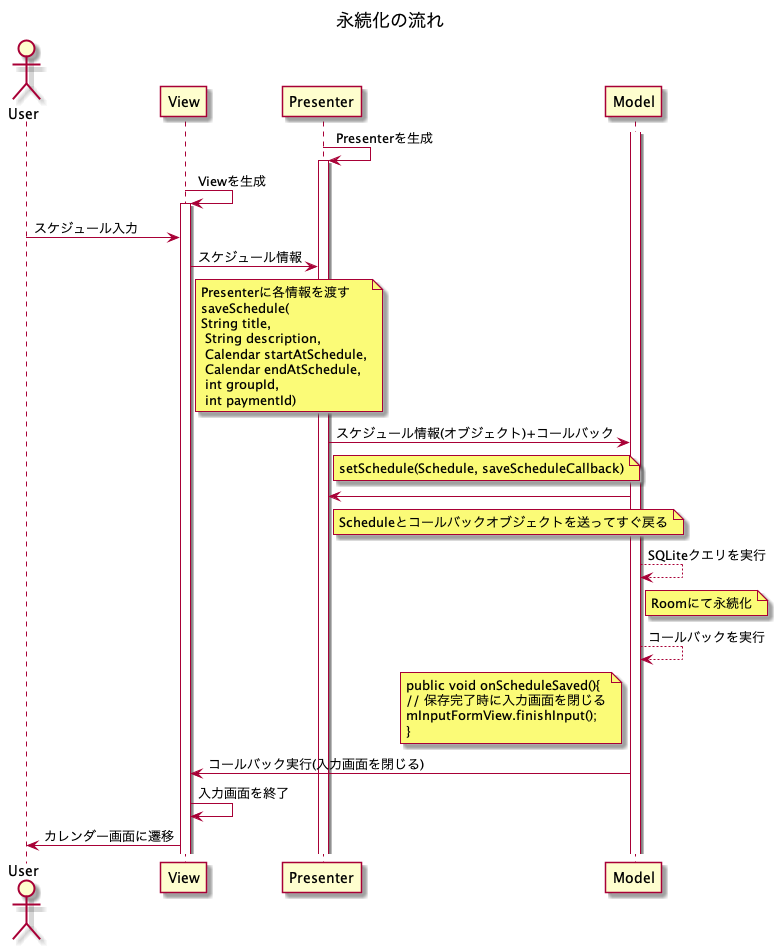 永続化の流れ
User
View
Presenter
Model
Presenterを生成
Viewを生成
スケジュール入力
スケジュール情報
Presenterに各情報を渡す
saveSchedule(
String title,
String description,
Calendar startAtSchedule,
Calendar endAtSchedule,
int groupId,
int paymentId)
スケジュール情報(オブジェクト)+コールバック
setSchedule(Schedule, saveScheduleCallback)
Scheduleとコールバックオブジェクトを送ってすぐ戻る
SQLiteクエリを実行
Roomにて永続化
コールバックを実行
public void onScheduleSaved(){
// 保存完了時に入力画面を閉じる
mInputFormView.finishInput();
}
コールバック実行(入力画面を閉じる)
入力画面を終了
カレンダー画面に遷移
User
View
Presenter
Model